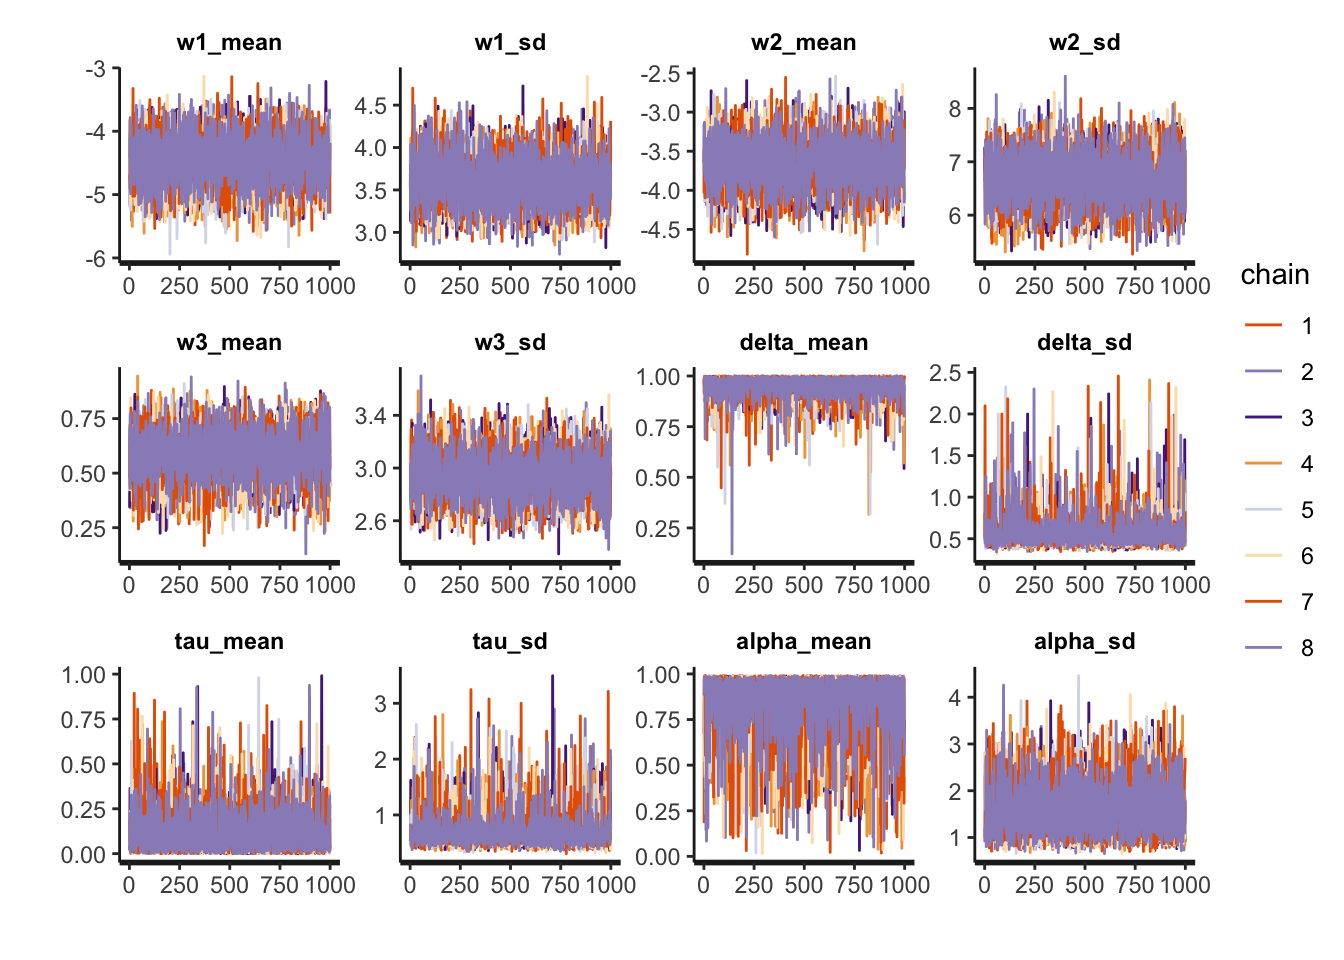 w1_mean w1_sd w2_mean w2_sd
-3 -4 -5 -6
4.5 4.0 3.5 3.0
-2.5 -3.0 -3.5 -4.0 -4.5
8 7 6
0 250 500 750 1000 0 250 500 750 1000 0 250 500 750 1000 0 250 500 750 1000
w3_mean w3_sd delta_mean delta_sd
0.75 0.50 0.25
3.4 3.0 2.6
1.00 0.75 0.50 0.25
2.5 2.0 1.5 1.0 0.5
0 250 500 750 1000 0 250 500 750 1000 0 250 500 750 1000 0 250 500 750 1000
tau_mean tau_sd alpha_mean alpha_sd
1.00 0.75 0.50 0.25 0.00
3 2 1
1.00 0.75 0.50 0.25 0.00
4 3 2 1
0 250 500 750 1000 0 250 500 750 1000 0 250 500 750 1000 0 250 500 750 1000
chain
1
2
3
4
5
6
7
8